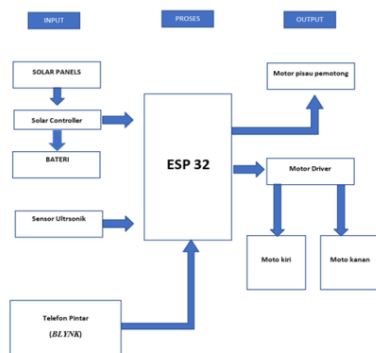 INPUT
PROSES
OUTPUT
SOLAR PANELS
Solar Controller
BATERI
Sensor Ultrsonik
Telefon Pintar
(BLYNK)
ESP 32
Motor pisau pemotong
Motor Driver
Moto kiri
Moto kanan